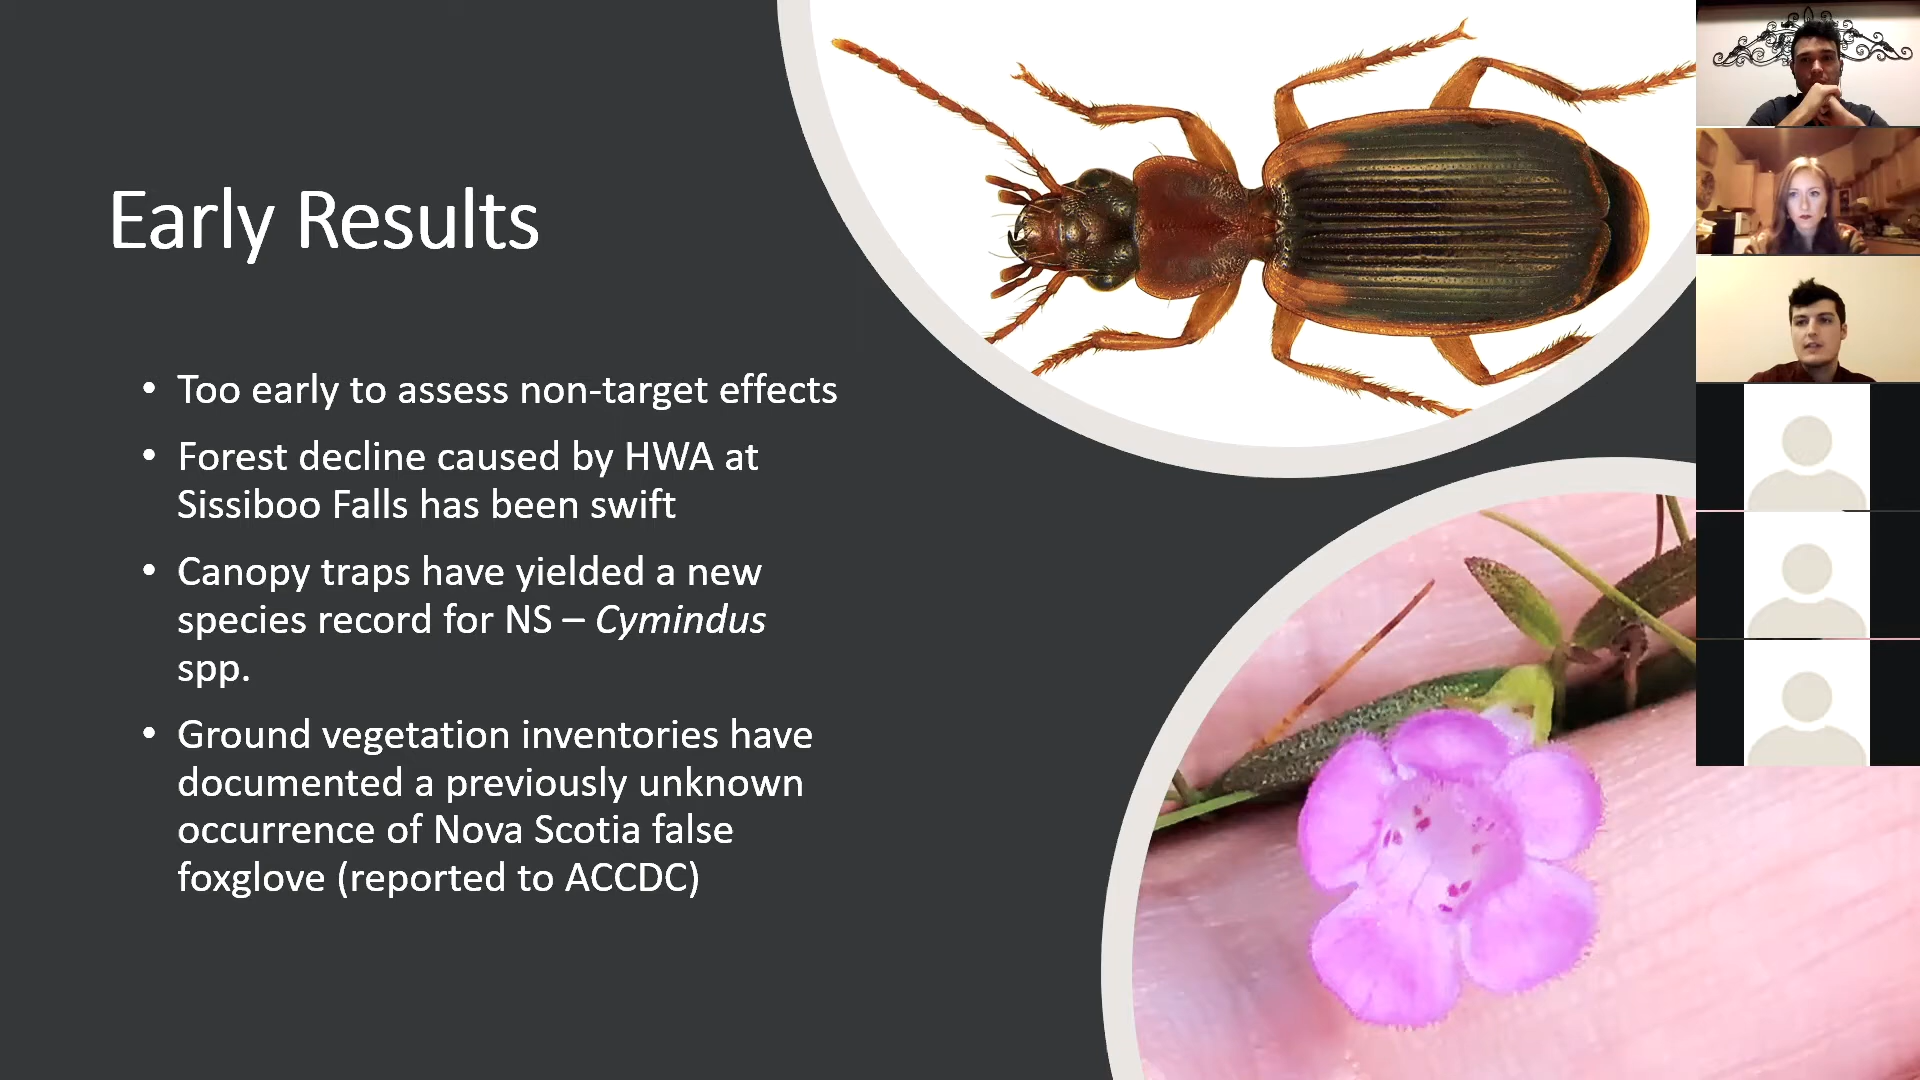 Early Results
• Too early to assess non-target effects
• Forest decline caused by HWA at
Sissiboo Falls has been swift
• Canopy traps have yielded a new
species record for NS – Cymindus
spp.
• Ground vegetation inventories have
documented a previously unknown
occurrence of Nova Scotia false
foxglove (reported to ACCDC)